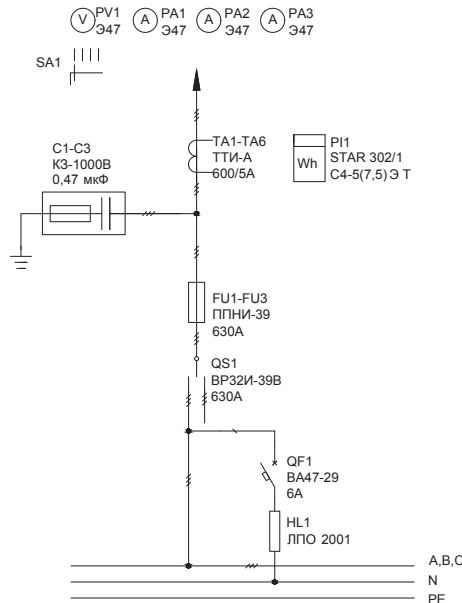 V PV1 A PA1 A PA2 A PA3
Э47 Э47 Э47 Э47
SA1
TA1-TA6
ТТИ-А
600/5А
PI1
Wh STAR 302/1
С4-5(7,5) Э Т
C1-C3
КЗ-1000В
0,47 мкФ
FU1-FU3
ППНИ-39
630А
QS1
ВР32И-39В
630А
QF1
ВА47-29
6А
HL1
ЛПО 2001
A,B,C
N
PE